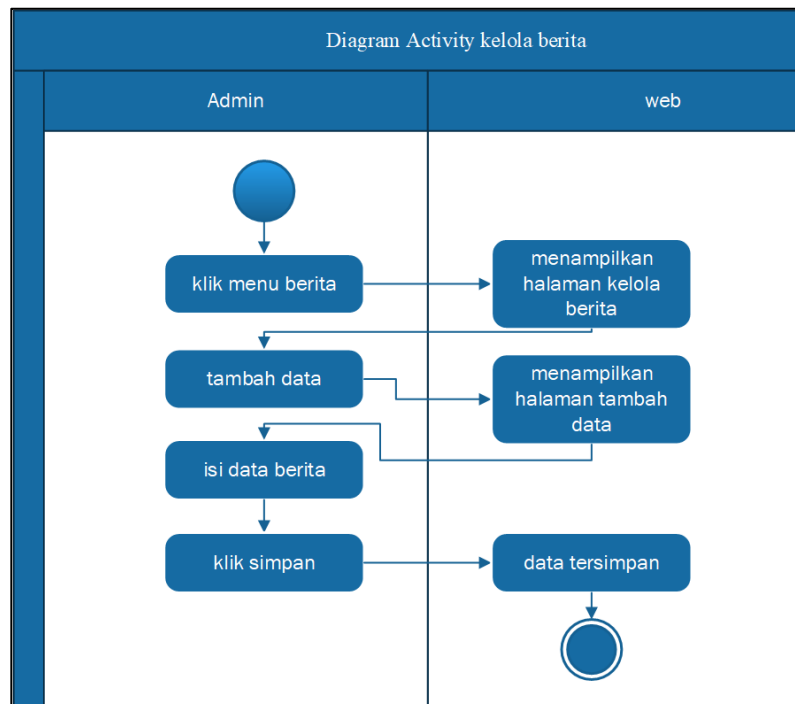 Diagram Activity kelola berita
Admin
web
klik menu berita
menampilkan
halaman kelola
berita
tambah data
menampilkan
halaman tambah
data
isi data berita
klik simpan
data tersimpan